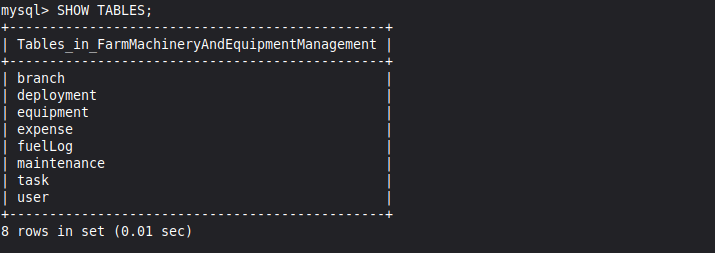 mysql> SHOW TABLES;
+-----------------------------------------------+
| Tables_in_FarmMachineryAndEquipmentManagement |
+-----------------------------------------------+
| branch                                        |
| deployment                                    |
| equipment                                     |
| expense                                       |
| fuelLog                                       |
| maintenance                                   |
| task                                          |
| user                                          |
+-----------------------------------------------+
8 rows in set (0.01 sec)